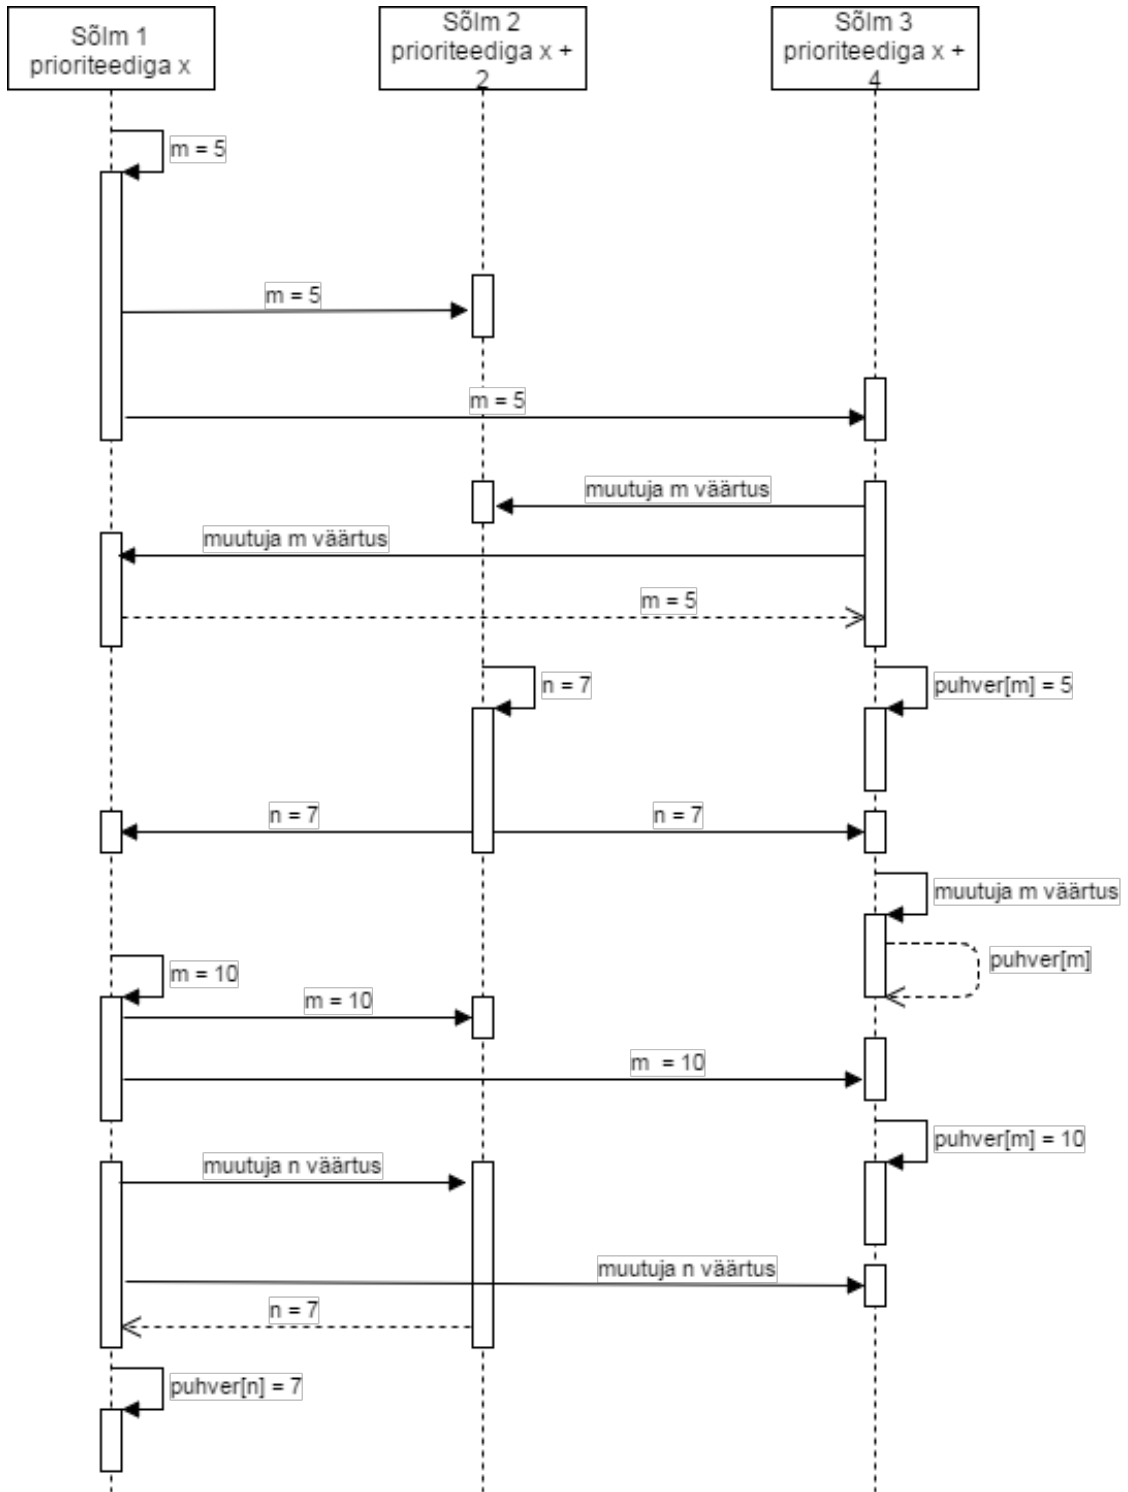 Sõlm 1
prioriteediga x
Sõlm 2
prioriteediga x +
2
Sõlm 3
prioriteediga x +
4
m = 5
m = 5
m = 5
muutuja m väärtus
muutuja m väärtus
m = 5
n = 7
puhver[m] = 5
n = 7
n = 7
muutuja m väärtus
puhver[m]
m = 10
m = 10
m = 10
puhver[m] = 10
muutuja n väärtus
muutuja n väärtus
n = 7
puhver[n] = 7